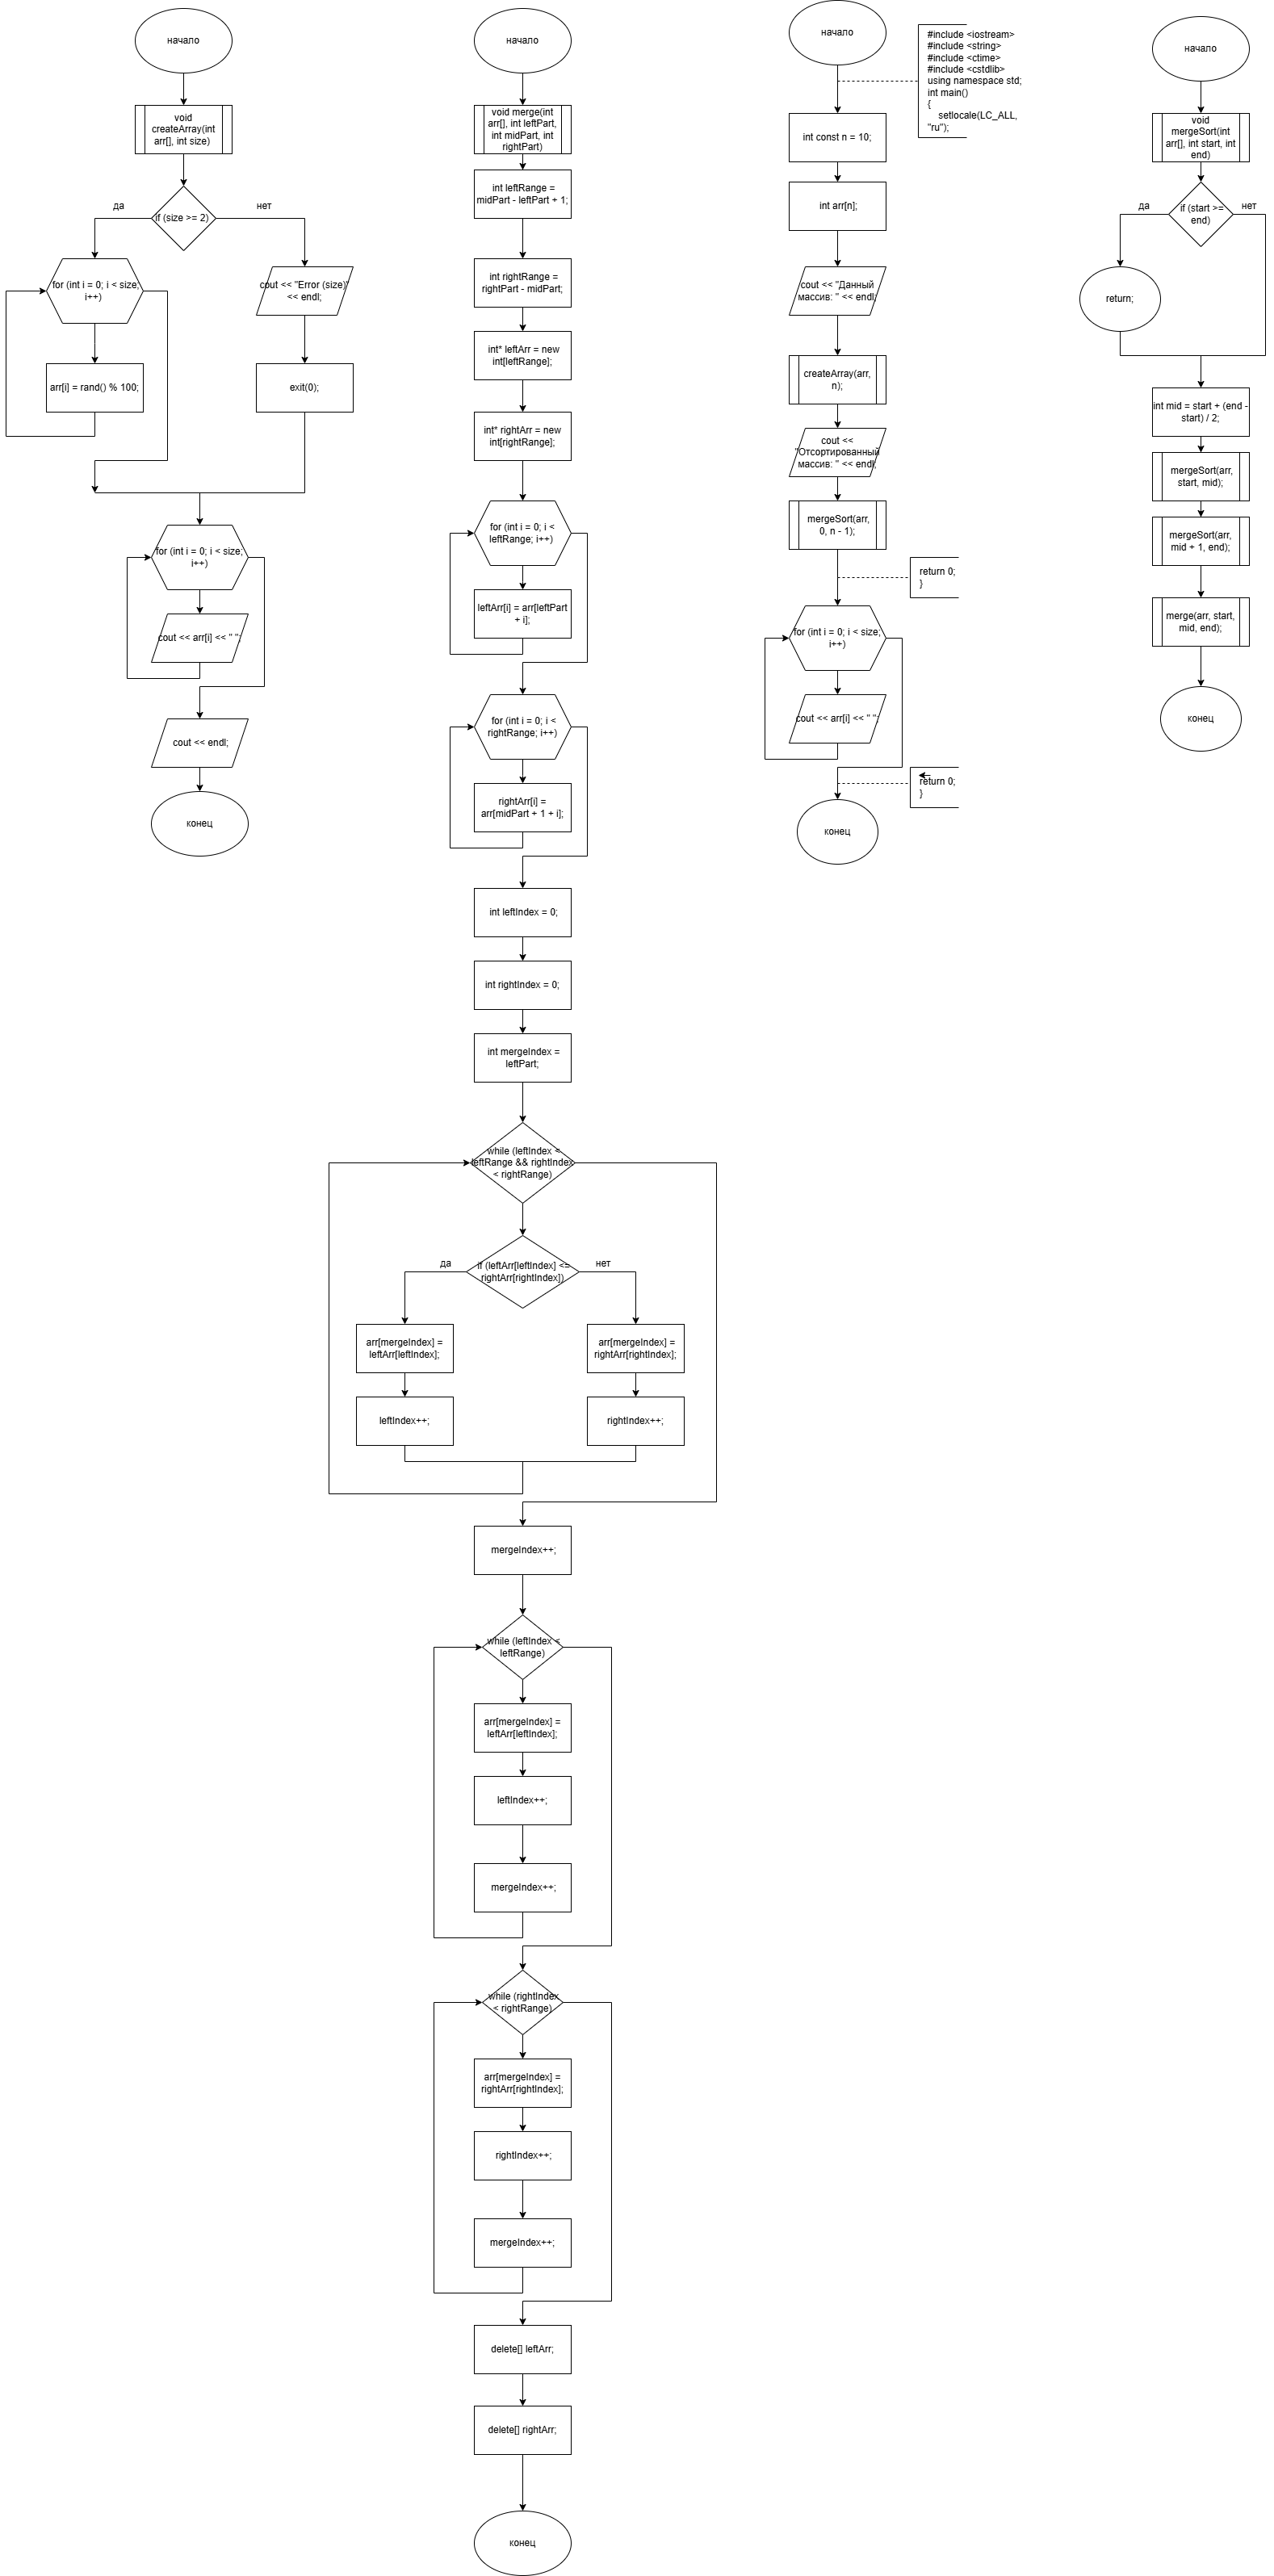 начало
void
createArray(int
arr[], int size)
if (size >= 2)
да
нет
for (int i = 0; i < size;
i++)
arr[i] = rand() % 100;
cout << "Error (size)"
<< endl;
exit(0);
for (int i = 0; i < size;
i++)
cout << arr[i] << " ";
cout << endl;
конец
начало
void merge(int
arr[], int leftPart,
int midPart, int
rightPart)
int leftRange =
midPart - leftPart + 1;
int rightRange =
rightPart - midPart;
int* leftArr = new
int[leftRange];
int* rightArr = new
int[rightRange];
for (int i = 0; i <
leftRange; i++)
leftArr[i] = arr[leftPart
+ i];
for (int i = 0; i <
rightRange; i++)
rightArr[i] =
arr[midPart + 1 + i];
int leftIndex = 0;
int rightIndex = 0;
int mergeIndex =
leftPart;
while (leftIndex <
leftRange && rightIndex
< rightRange)
if (leftArr[leftIndex] <=
rightArr[rightIndex])
да
нет
arr[mergeIndex] =
leftArr[leftIndex];
leftIndex++;
arr[mergeIndex] =
rightArr[rightIndex];
rightIndex++;
mergeIndex++;
while (leftIndex <
leftRange)
arr[mergeIndex] =
leftArr[leftIndex];
leftIndex++;
mergeIndex++;
while (rightIndex
< rightRange)
arr[mergeIndex] =
rightArr[rightIndex];
rightIndex++;
mergeIndex++;
delete[] leftArr;
delete[] rightArr;
конец
начало
#include <iostream>
#include <string>
#include <ctime>
#include <cstdlib>
using namespace std;
int main()
{
setlocale(LC_ALL,
"ru");
int const n = 10;
int arr[n];
cout << "Данный
массив: " << endl;
createArray(arr,
n);
cout <<
"Отсортированный
массив: " << endl;
mergeSort(arr,
0, n - 1);
return 0;
}
for (int i = 0; i < size;
i++)
cout << arr[i] << " ";
return 0;
}
конец
начало
void
mergeSort(int
arr[], int start, int
end)
if (start >=
end)
да
нет
return;
int mid = start + (end -
start) / 2;
mergeSort(arr,
start, mid);
mergeSort(arr,
mid + 1, end);
merge(arr, start,
mid, end);
конец